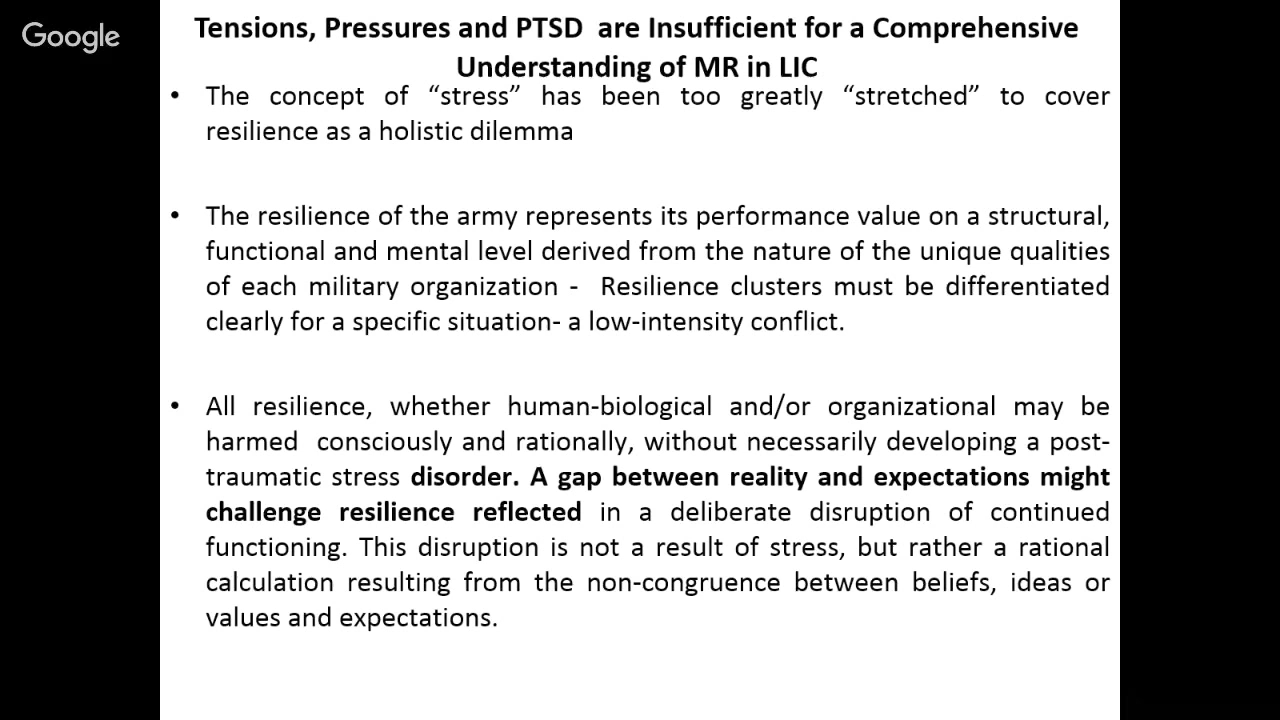 Google
Tensions, Pressures and PTSD are Insufficient for a Comprehensive
Understanding of MR in LIC
• The concept of “stress” has been too greatly “stretched” to cover
resilience as a holistic dilemma
• The resilience of the army represents its performance value on a structural,
functional and mental level derived from the nature of the unique qualities
of each military organization - Resilience clusters must be differentiated
clearly for a specific situation- a low-intensity conflict.
• All resilience, whether human-biological and/or organizational may be
harmed consciously and rationally, without necessarily developing a post-
traumatic stress disorder. A gap between reality and expectations might
challenge resilience reflected in a deliberate disruption of continued
functioning. This disruption is not a result of stress, but rather a rational
calculation resulting from the non-congruence between beliefs, ideas or
values and expectations.